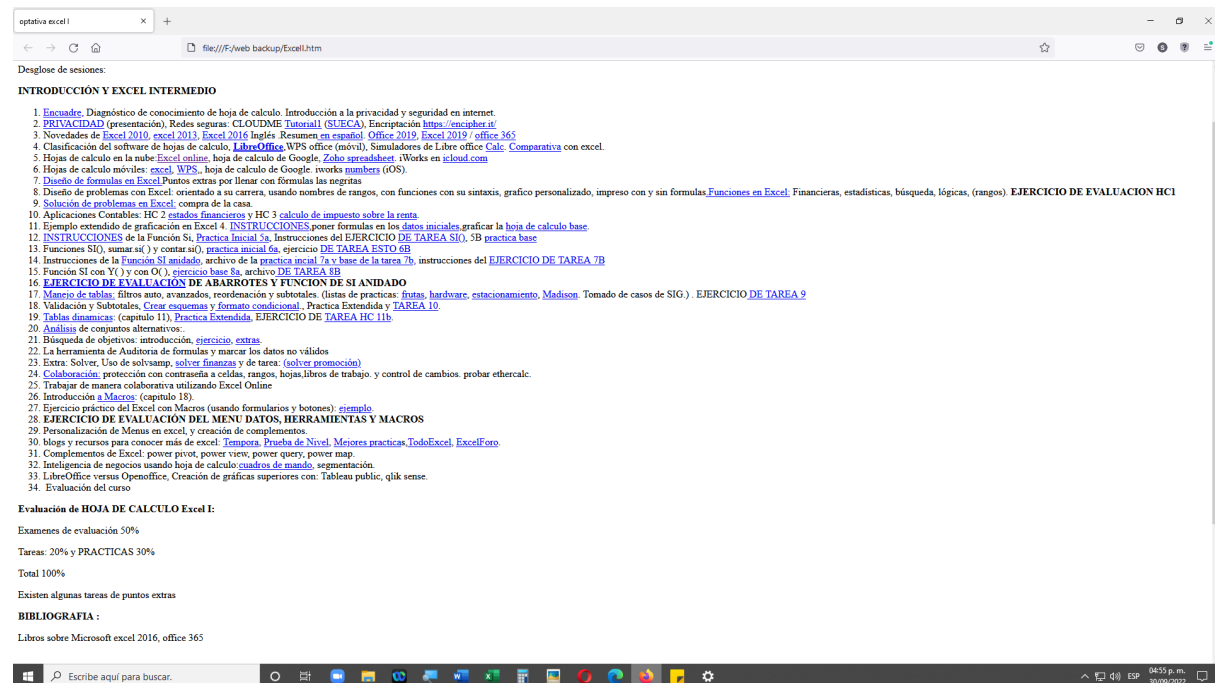 optativa excel I
file:///F:/web backup/ExcelI.htm
Desglose de sesiones:
INTRODUCCIÓN Y EXCEL INTERMEDIO
1. Encuadre, Diagnóstico de conocimiento de hoja de calculo. Introducción a la privacidad y seguridad en internet.
2. PRIVACIDAD (presentación), Redes seguras: CLOUDME Tutorial1 (SUECA), Encriptación https://encipher.it/
3. Novedades de Excel 2010, excel 2013, Excel 2016 Inglés .Resumen en español. Office 2019, Excel 2019 / office 365
4. Clasificación del software de hojas de calculo, LibreOffice,WPS office (móvil), Simuladores de Libre office Calc. Comparativa con excel.
5. Hojas de calculo en la nube:Excel online, hoja de calculo de Google, Zoho spreadsheet. iWorks en icloud.com
6. Hojas de calculo móviles: excel, WPS,, hoja de calculo de Google. iworks numbers (iOS).
7. Diseño de formulas en Excel Puntos extras por llenar con fórmulas las negritas
8. Diseño de problemas con Excel: orientado a su carrera, usando nombres de rangos, con funciones con su sintaxis, grafico personalizado, impreso con y sin formulas,Funciones en Excel: Financieras, estadísticas, búsqueda, lógicas, (rangos). EJERCICIO DE EVALUACION HC1
9. Solución de problemas en Excel: compra de la casa.
10. Aplicaciones Contables: HC 2 estados financieros y HC 3 calculo de impuesto sobre la renta.
11. Ejemplo extendido de graficación en Excel 4. INSTRUCCIONES,poner formulas en los datos iniciales,graficar la hoja de calculo base.
12. INSTRUCCIONES de la Función Si, Practica Inicial 5a, Instrucciones del EJERCICIO DE TAREA SI(), 5B practica base
13. Funciones SI(), sumar.si( ) y contar.si(), practica inicial 6a, ejercicio DE TAREA ESTO 6B
14. Instrucciones de la Función SI anidado, archivo de la practica incial 7a y base de la tarea 7b, instrucciones del EJERCICIO DE TAREA 7B
15. Función SI con Y( ) y con O( ), ejercicio base 8a, archivo DE TAREA 8B
16. EJERCICIO DE EVALUACIÓN DE ABARROTES Y FUNCION DE SI ANIDADO
17. Manejo de tablas: filtros auto, avanzados, reordenación y subtotales. (listas de practicas: frutas, hardware, estacionamiento, Madison. Tomado de casos de SIG.) . EJERCICIO DE TAREA 9
18. Validación y Subtotales, Crear esquemas y formato condicional., Practica Extendida y TAREA 10.
19. Tablas dinamicas: (capitulo 11), Practica Extendida, EJERCICIO DE TAREA HC 11b.
20. Análisis de conjuntos alternativos:.
21. Búsqueda de objetivos: introducción, ejercicio, extras.
22. La herramienta de Auditoria de formulas y marcar los datos no válidos
23. Extra: Solver, Uso de solvsamp, solver finanzas y de tarea: (solver promoción)
24. Colaboración: protección con contraseña a celdas, rangos, hojas,libros de trabajo. y control de cambios. probar ethercalc.
25. Trabajar de manera colaborativa utilizando Excel Online
26. Introducción a Macros: (capitulo 18).
27. Ejercicio práctico del Excel con Macros (usando formularios y botones): ejemplo.
28. EJERCICIO DE EVALUACIÓN DEL MENU DATOS, HERRAMIENTAS Y MACROS
29. Personalización de Menus en excel, y creación de complementos.
30. blogs y recursos para conocer más de excel: Tempora, Prueba de Nivel, Mejores practicas,TodoExcel, ExcelForo.
31. Complementos de Excel: power pivot, power view, power query, power map.
32. Inteligencia de negocios usando hoja de calculo:cuadros de mando, segmentación.
33. LibreOffice versus Openoffice, Creación de gráficas superiores con: Tableau public, qlik sense.
34. Evaluación del curso
Evaluación de HOJA DE CALCULO Excel I:
Examenes de evaluación 50%
Tareas: 20% y PRACTICAS 30%
Total 100%
Existen algunas tareas de puntos extras
BIBLIOGRAFIA :
Libros sobre Microsoft excel 2016, office 365
Escribe aquí para buscar.
ESP
04:55 p. m.
30/09/2022